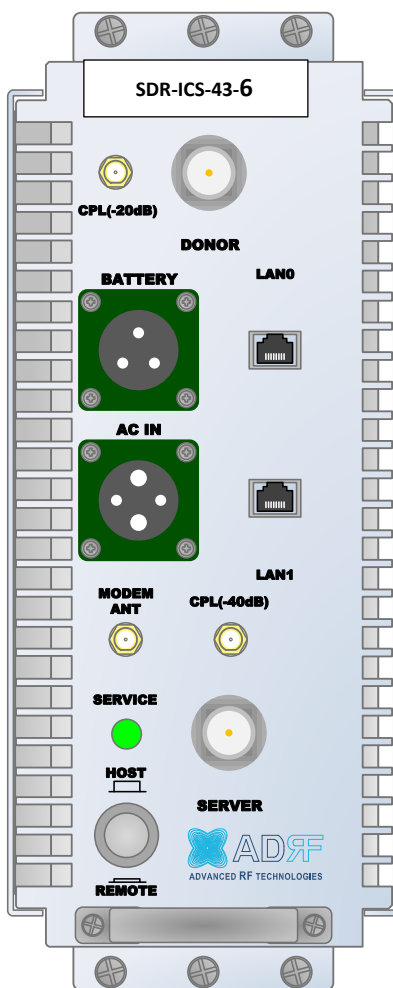 SDR-ICS-43-6
CPL(-20dB)
DONOR
BATTERY
LAN0
AC IN
LAN1
MODEM
ANT
CPL(-40dB)
SERVICE
HOST
SERVER
REMOTE
ADRF
ADVANCED RF TECHNOLOGIES